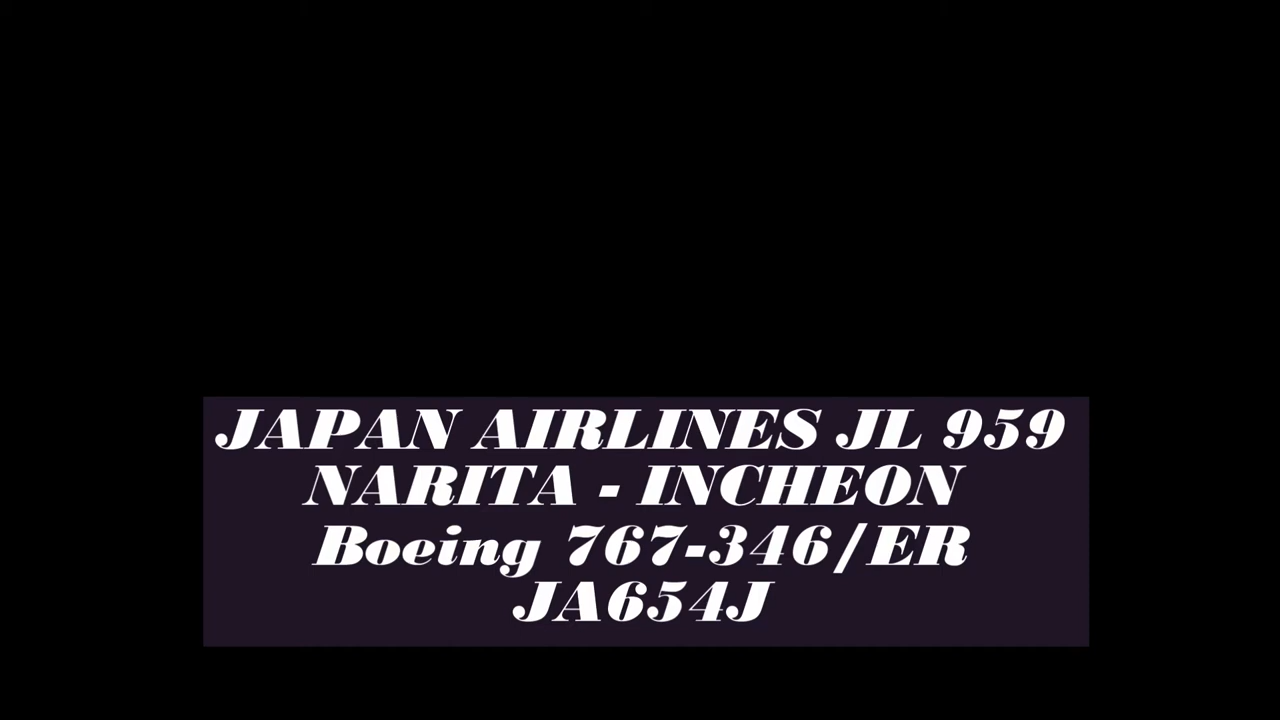 JAPAN AIRLINES JL 959
NARITA - INCHEON
Boeing 767-346/ER
JA654J